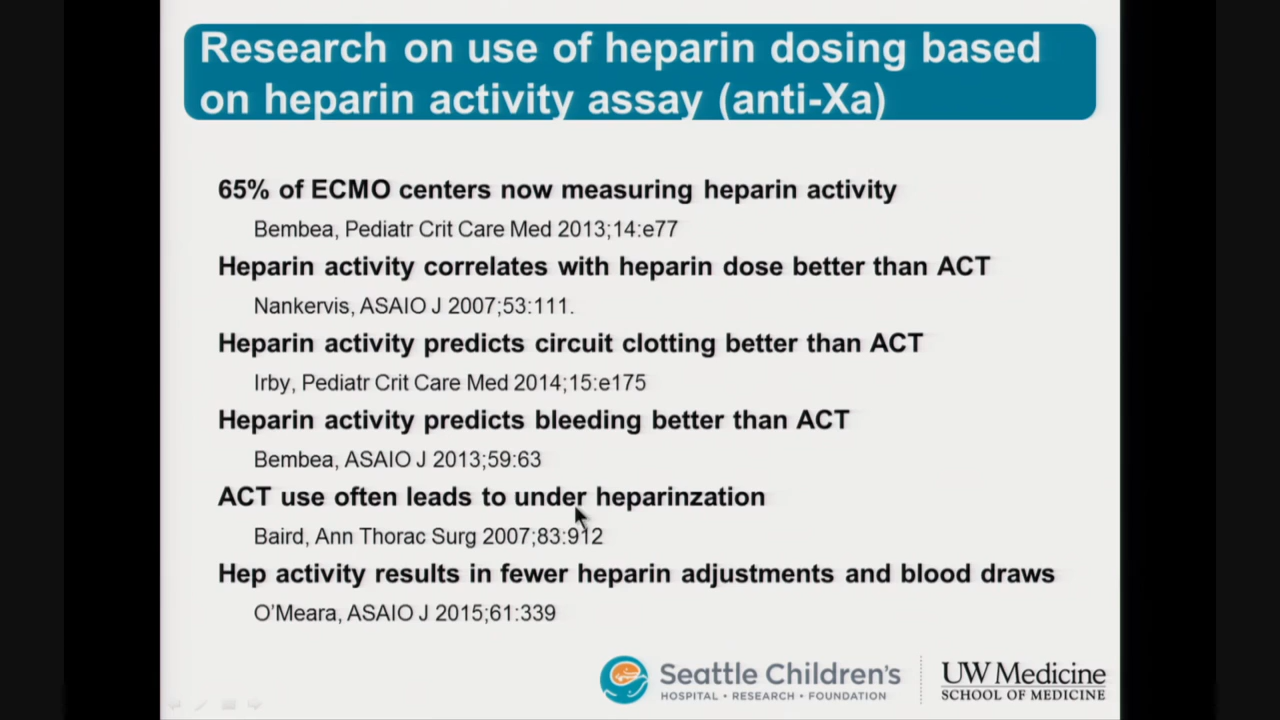 Research on use of heparin dosing based
on heparin activity assay (anti-Xa)
65% of ECMO centers now measuring heparin activity
Bembea, Pediatr Crit Care Med 2013;14:e77
Heparin activity correlates with heparin dose better than ACT
Nankervis, ASAIO J 2007;53:111.
Heparin activity predicts circuit clotting better than ACT
Irby, Pediatr Crit Care Med 2014;15:e175
Heparin activity predicts bleeding better than ACT
Bembea, ASAIO J 2013;59:63
ACT use often leads to under heparinzation
Baird, Ann Thorac Surg 2007;83:912
Hep activity results in fewer heparin adjustments and blood draws
O’Meara, ASAIO J 2015;61:339
Seattle Children's
HOSPITAL • RESEARCH • FOUNDATION
UW Medicine
SCHOOL OF MEDICINE